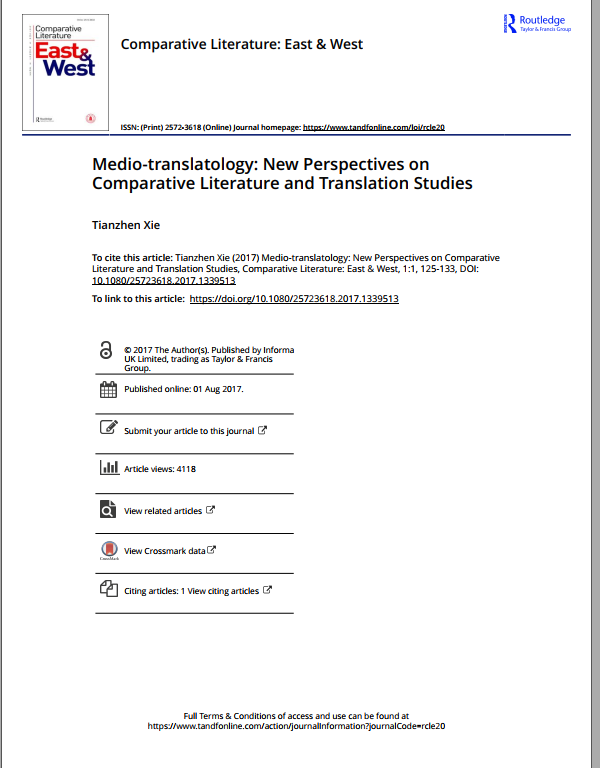 Comparative
Literature
East&
West
Routledge
Routledge
Taylor & Francis Group
Comparative Literature: East & West
ISSN: (Print) 2572-3618 (Online) Journal homepage: https://www.tandfonline.com/loi/rcle20
Medio-translatology: New Perspectives on
Comparative Literature and Translation Studies
Tianzhen Xie
To cite this article: Tianzhen Xie (2017) Medio-translatology: New Perspectives on Comparative
Literature and Translation Studies, Comparative Literature: East & West, 1:1, 125-133, DOI:
10.1080/25723618.2017.1339513
To link to this article: https://doi.org/10.1080/25723618.2017.1339513
© 2017 The Author(s). Published by Informa
UK Limited, trading as Taylor & Francis
Group.
Published online: 01 Aug 2017.
Submit your article to this journal
Article views: 4118
View related articles
CrossMark
View Crossmark data
Citing articles: 1 View citing articles
Full Terms & Conditions of access and use can be found at
https://www.tandfonline.com/action/journalInformation?journalCode=rcle20